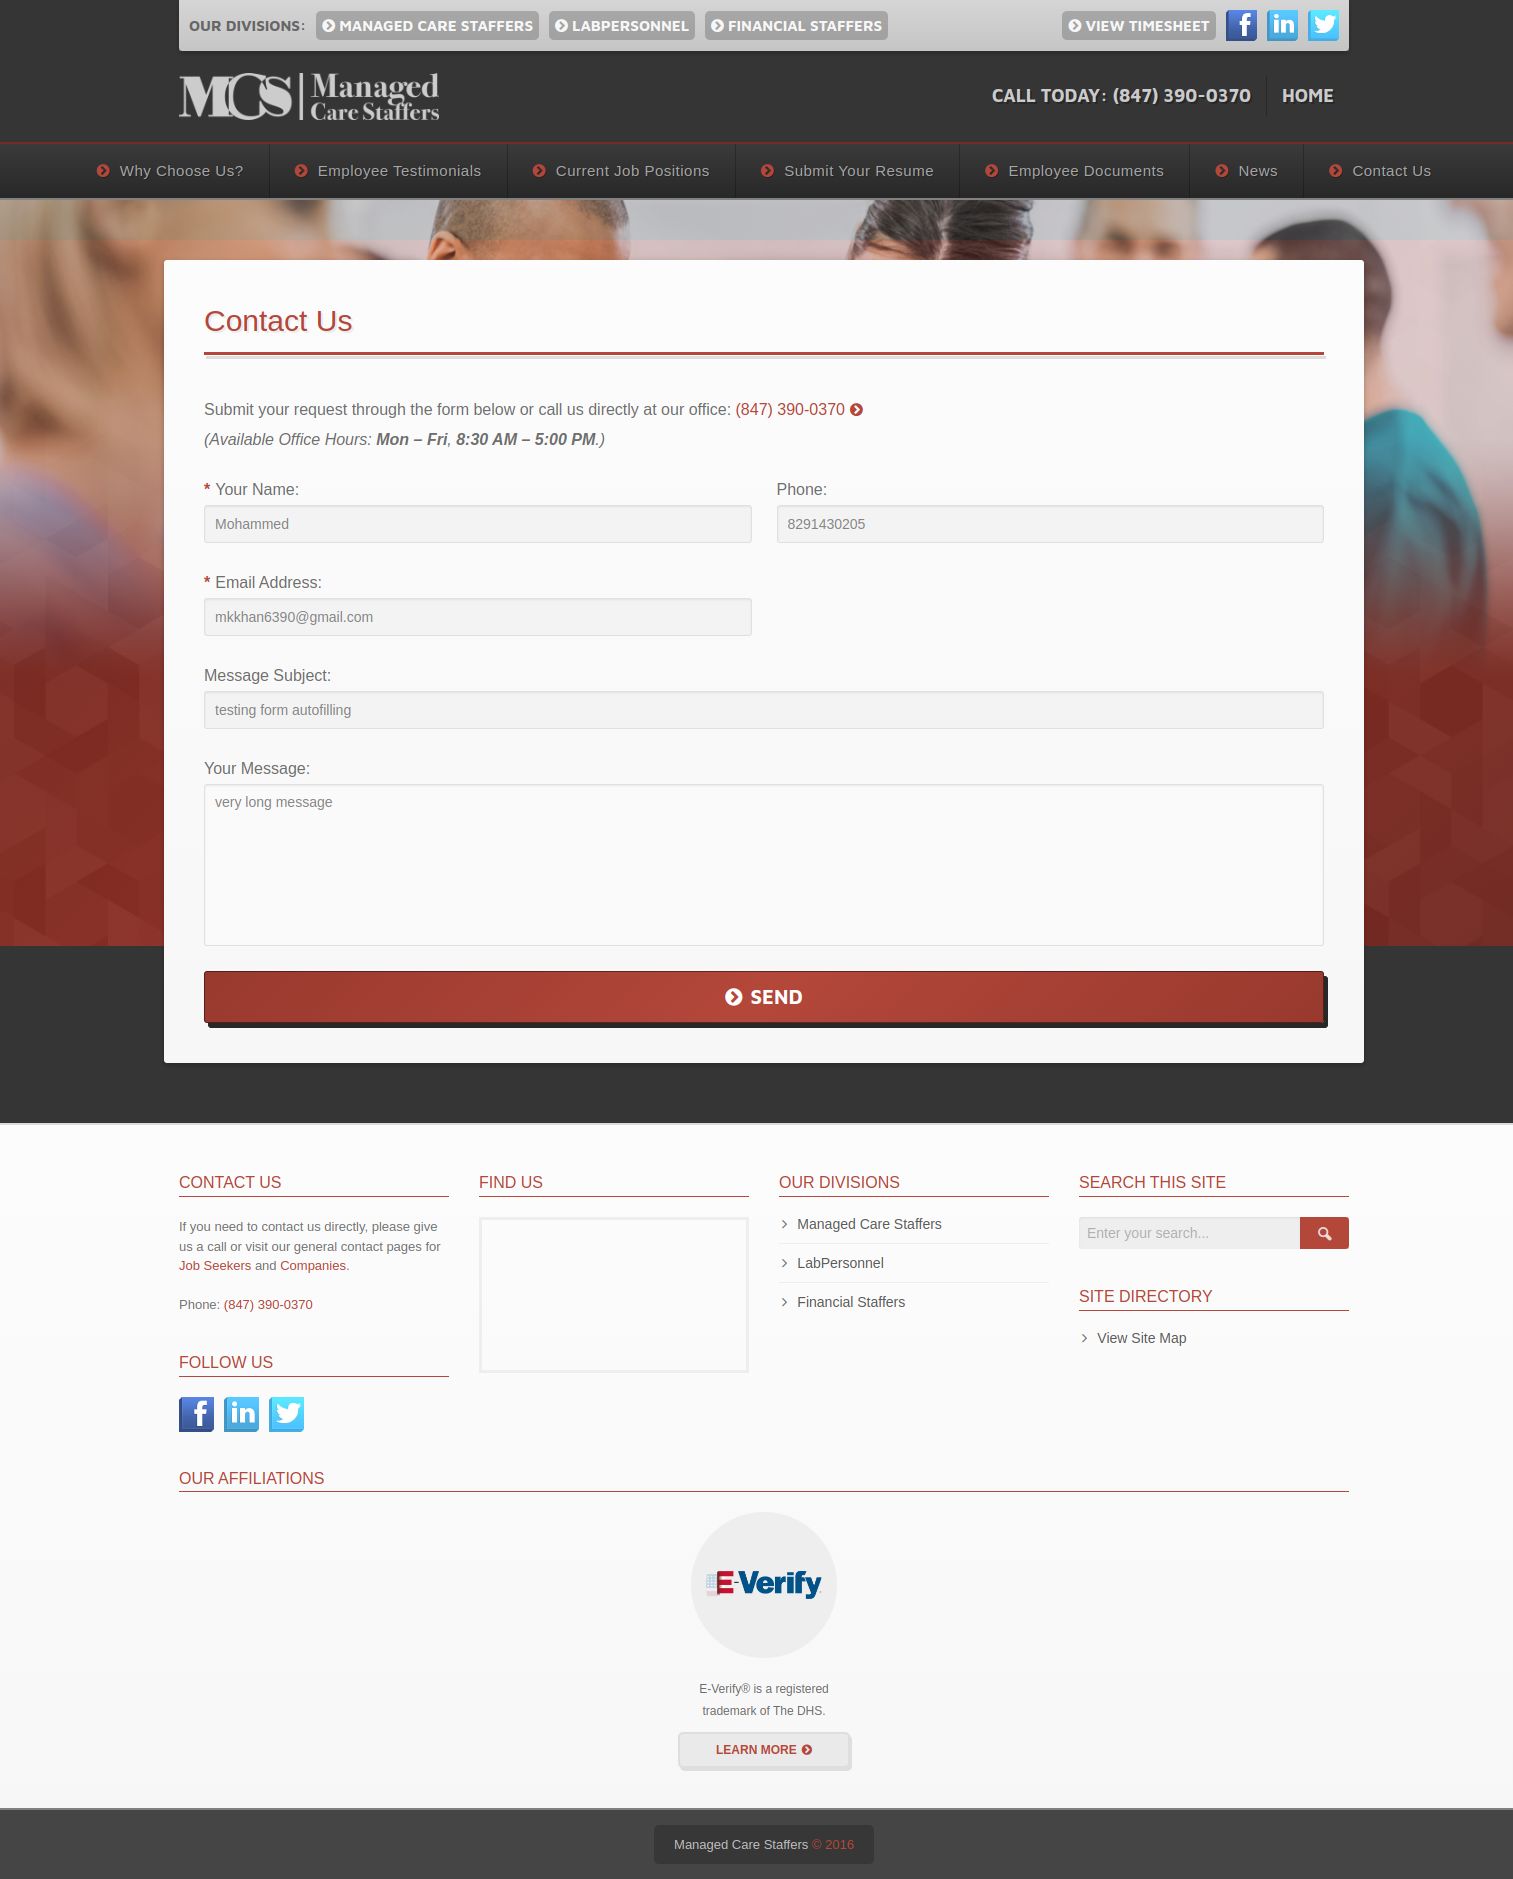 OUR DIVISIONS: MANAGED CARE STAFFERS LABPERSONNEL FINANCIAL STAFFERS VIEW TIMESHEET
MCS Managed
Care Staffers
CALL TODAY: (847) 390-0370 HOME
Why Choose Us? Employee Testimonials Current Job Positions Submit Your Resume Employee Documents News Contact Us
Contact Us
Submit your request through the form below or call us directly at our office: (847) 390-0370
(Available Office Hours: Mon – Fri, 8:30 AM – 5:00 PM.)
* Your Name:
Mohammed
Phone:
8291430205
* Email Address:
mkkhan6390@gmail.com
Message Subject:
testing form autofilling
Your Message:
very long message
SEND
CONTACT US
If you need to contact us directly, please give
us a call or visit our general contact pages for
Job Seekers and Companies.
Phone: (847) 390-0370
FOLLOW US
FIND US
OUR DIVISIONS
Managed Care Staffers
LabPersonnel
Financial Staffers
SEARCH THIS SITE
Enter your search...
SITE DIRECTORY
View Site Map
OUR AFFILIATIONS
E-Verify
E-Verify® is a registered
trademark of The DHS.
LEARN MORE
Managed Care Staffers © 2016